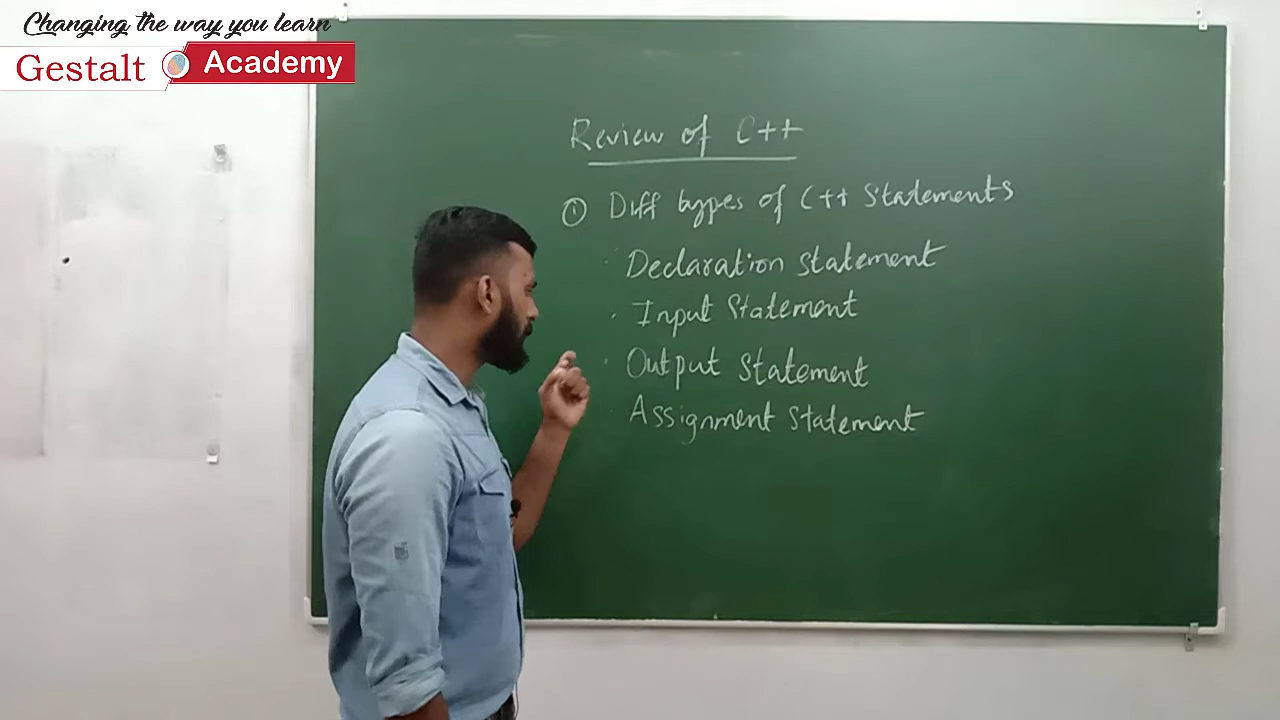 Changing the way you learn
Gestalt Academy
Review of C++
① Diff types of C++ Statements
· Declaration statement
· Input Statement
· Output Statement
· Assignment Statement